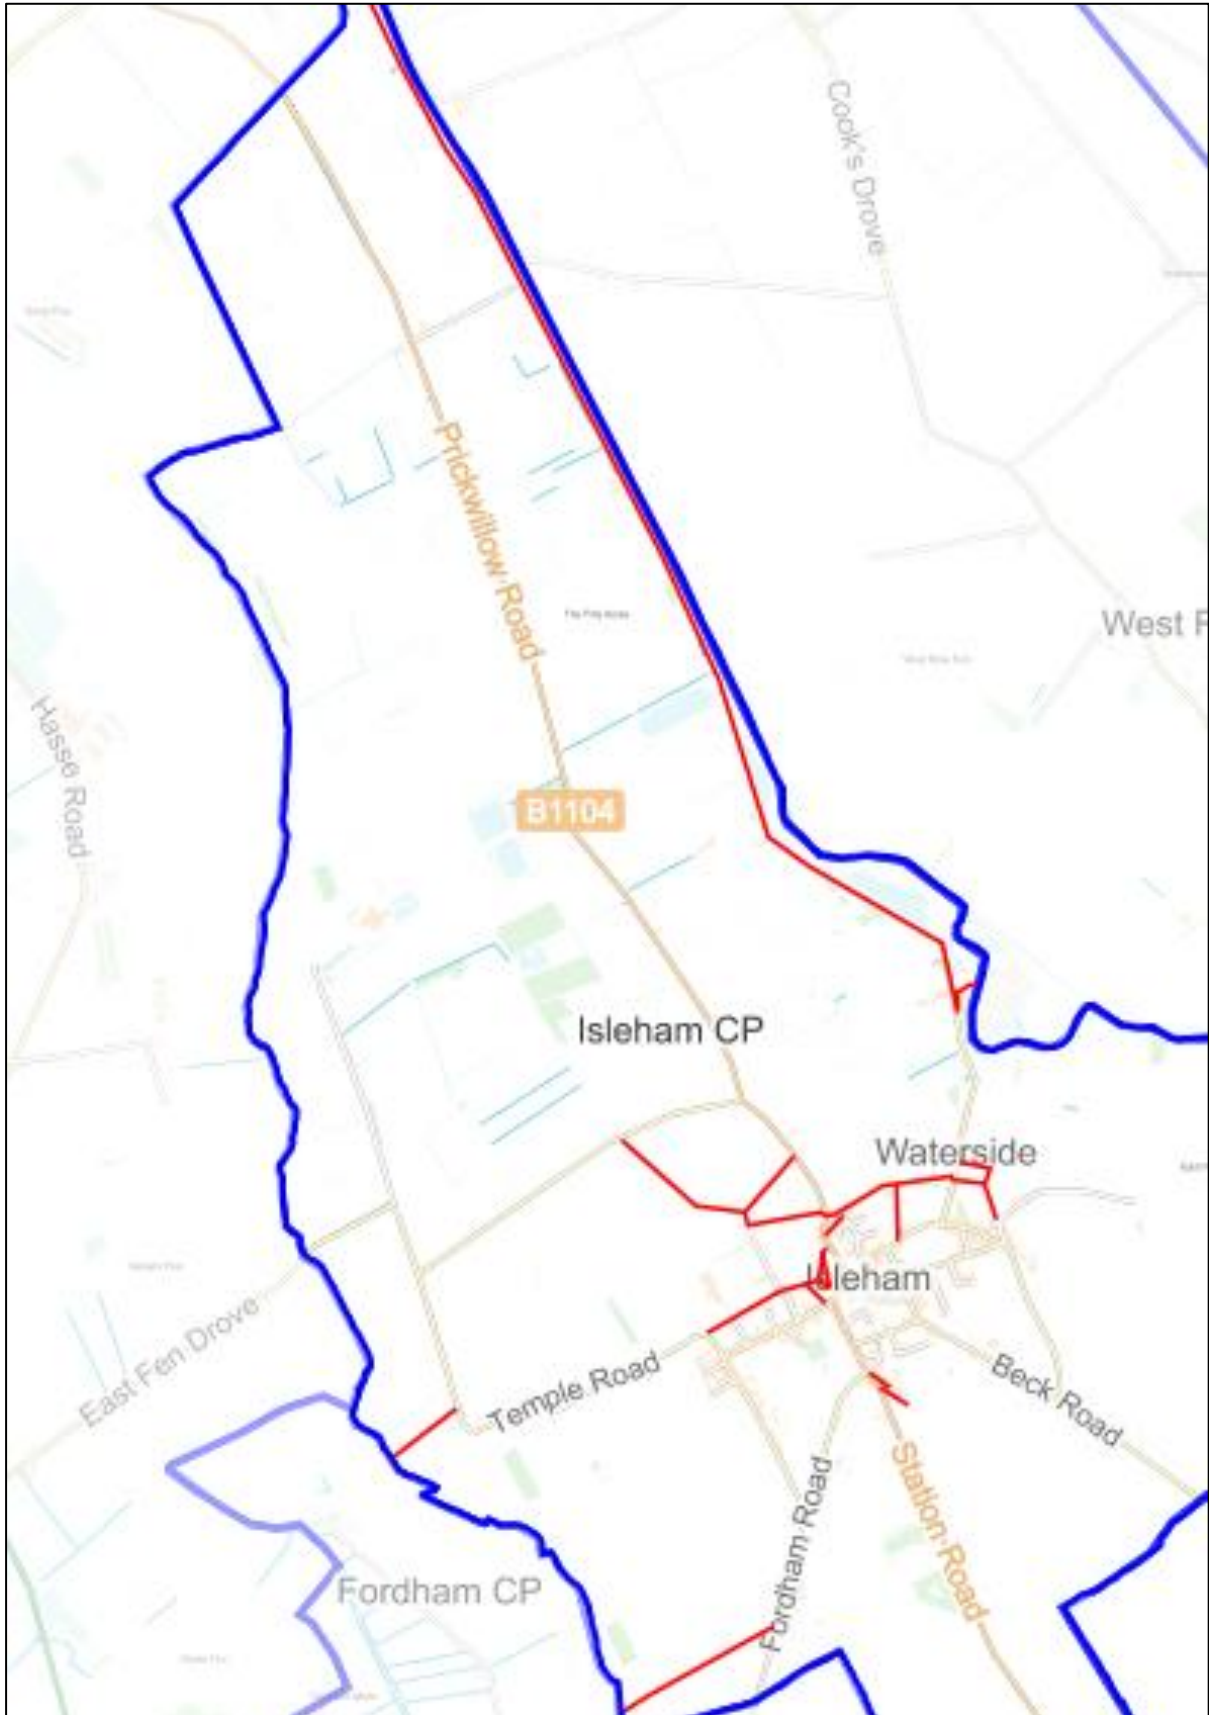 Cook's Drove
Prickwillow Road
West
Hasse Road
B1104
Isleham CP
Waterside
Isleham
East Fen Drove
Temple Road
Beck Road
Station Road
Fordham Road
Fordham CP